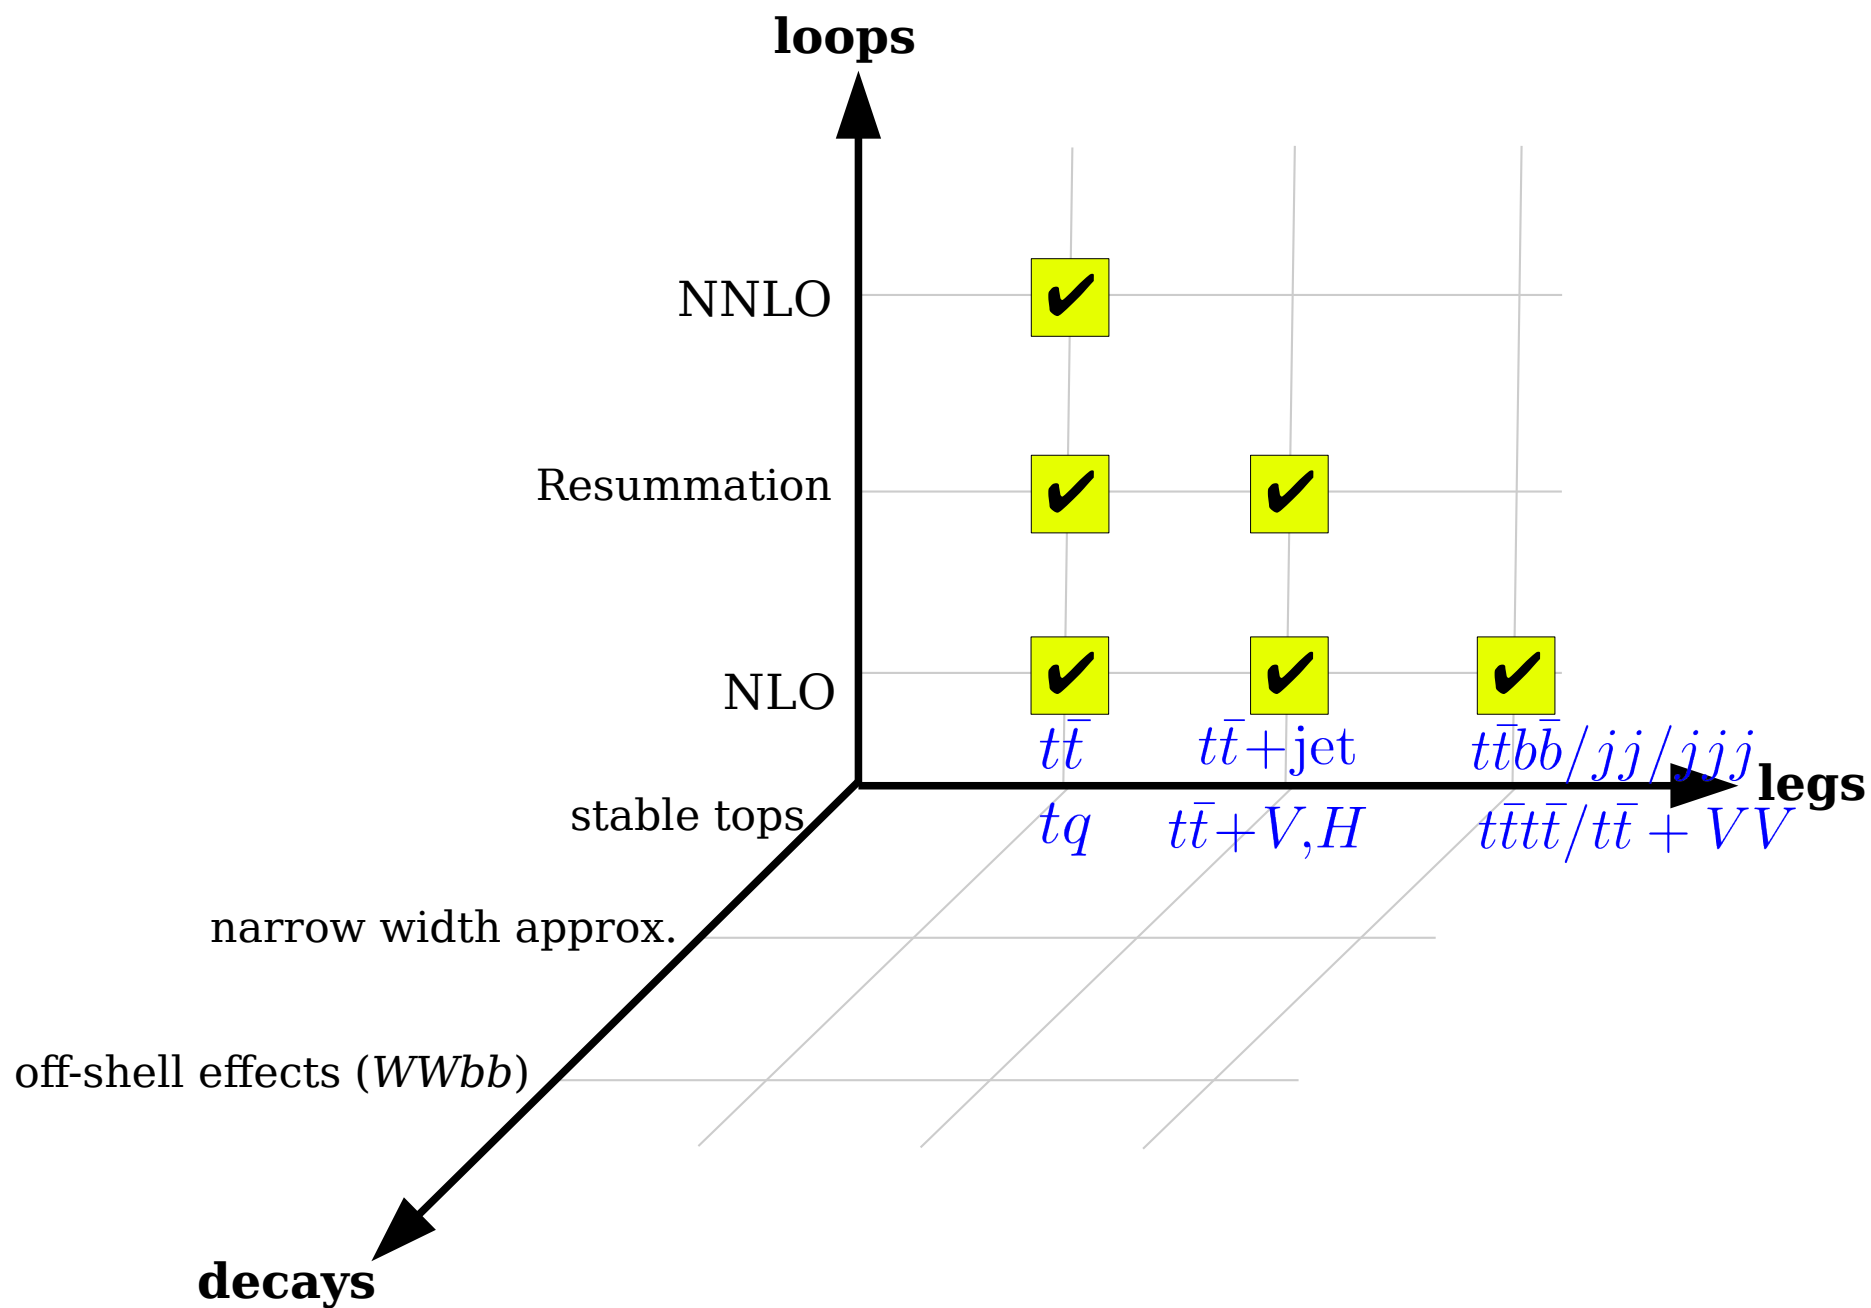 loops
NNLO
Resummation
NLO
tt̄
tt̄+jet
tt̄bb̄/jj/jjj
legs
stable tops
tq
tt̄+V,H
tt̄tt̄/tt̄ + VV
narrow width approx.
off-shell effects (WWbb)
decays